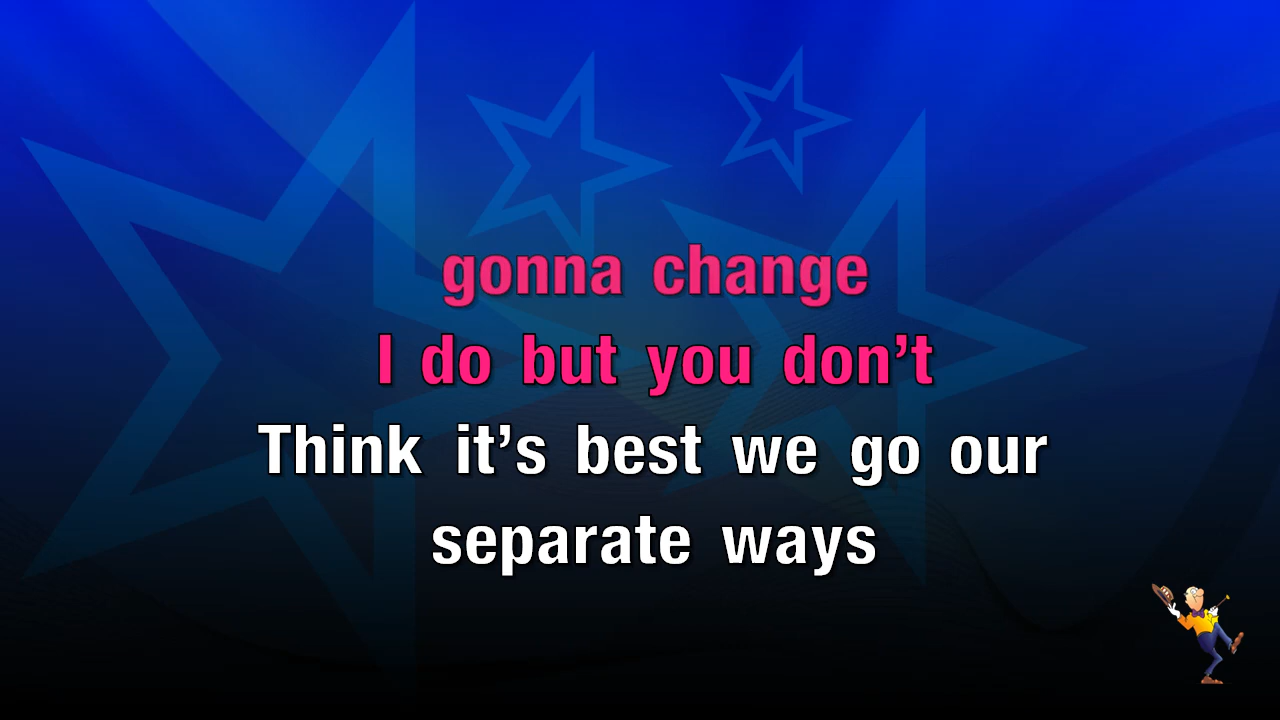 gonna change
I do but you don’t
Think it’s best we go our
separate ways